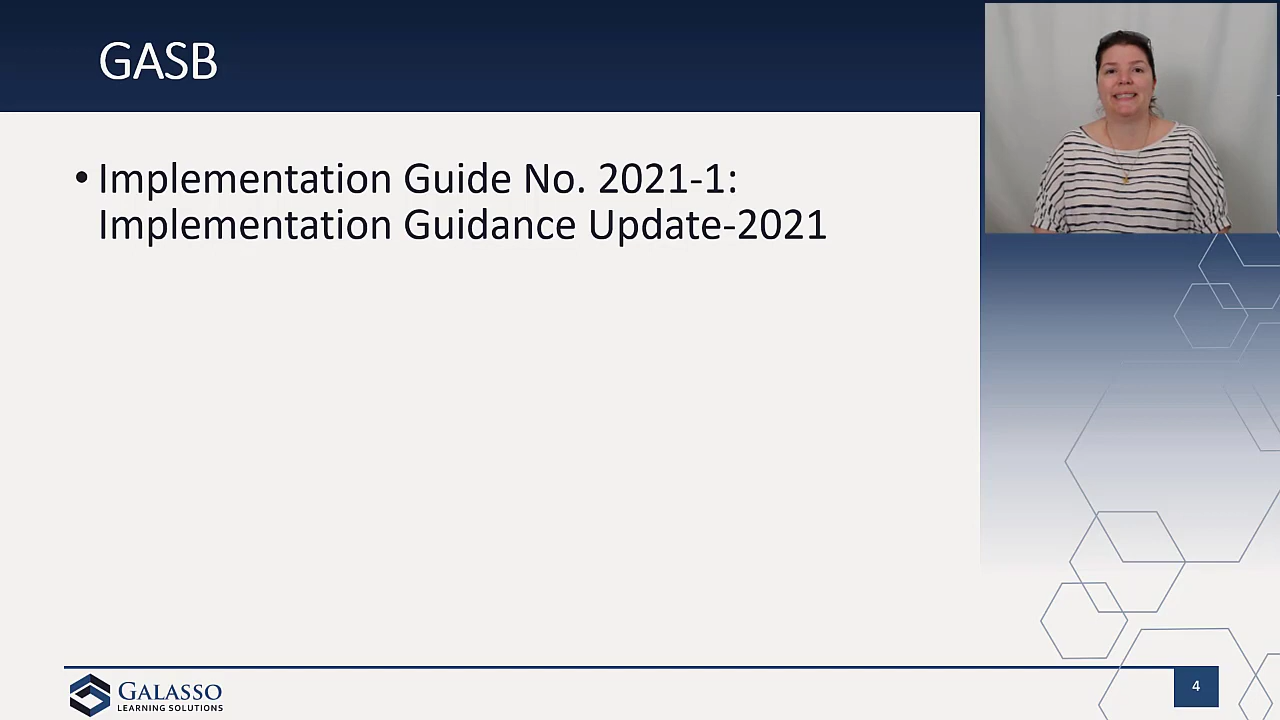 GASB
• Implementation Guide No. 2021-1:
Implementation Guidance Update-2021
GALASSO
LEARNING SOLUTIONS
4